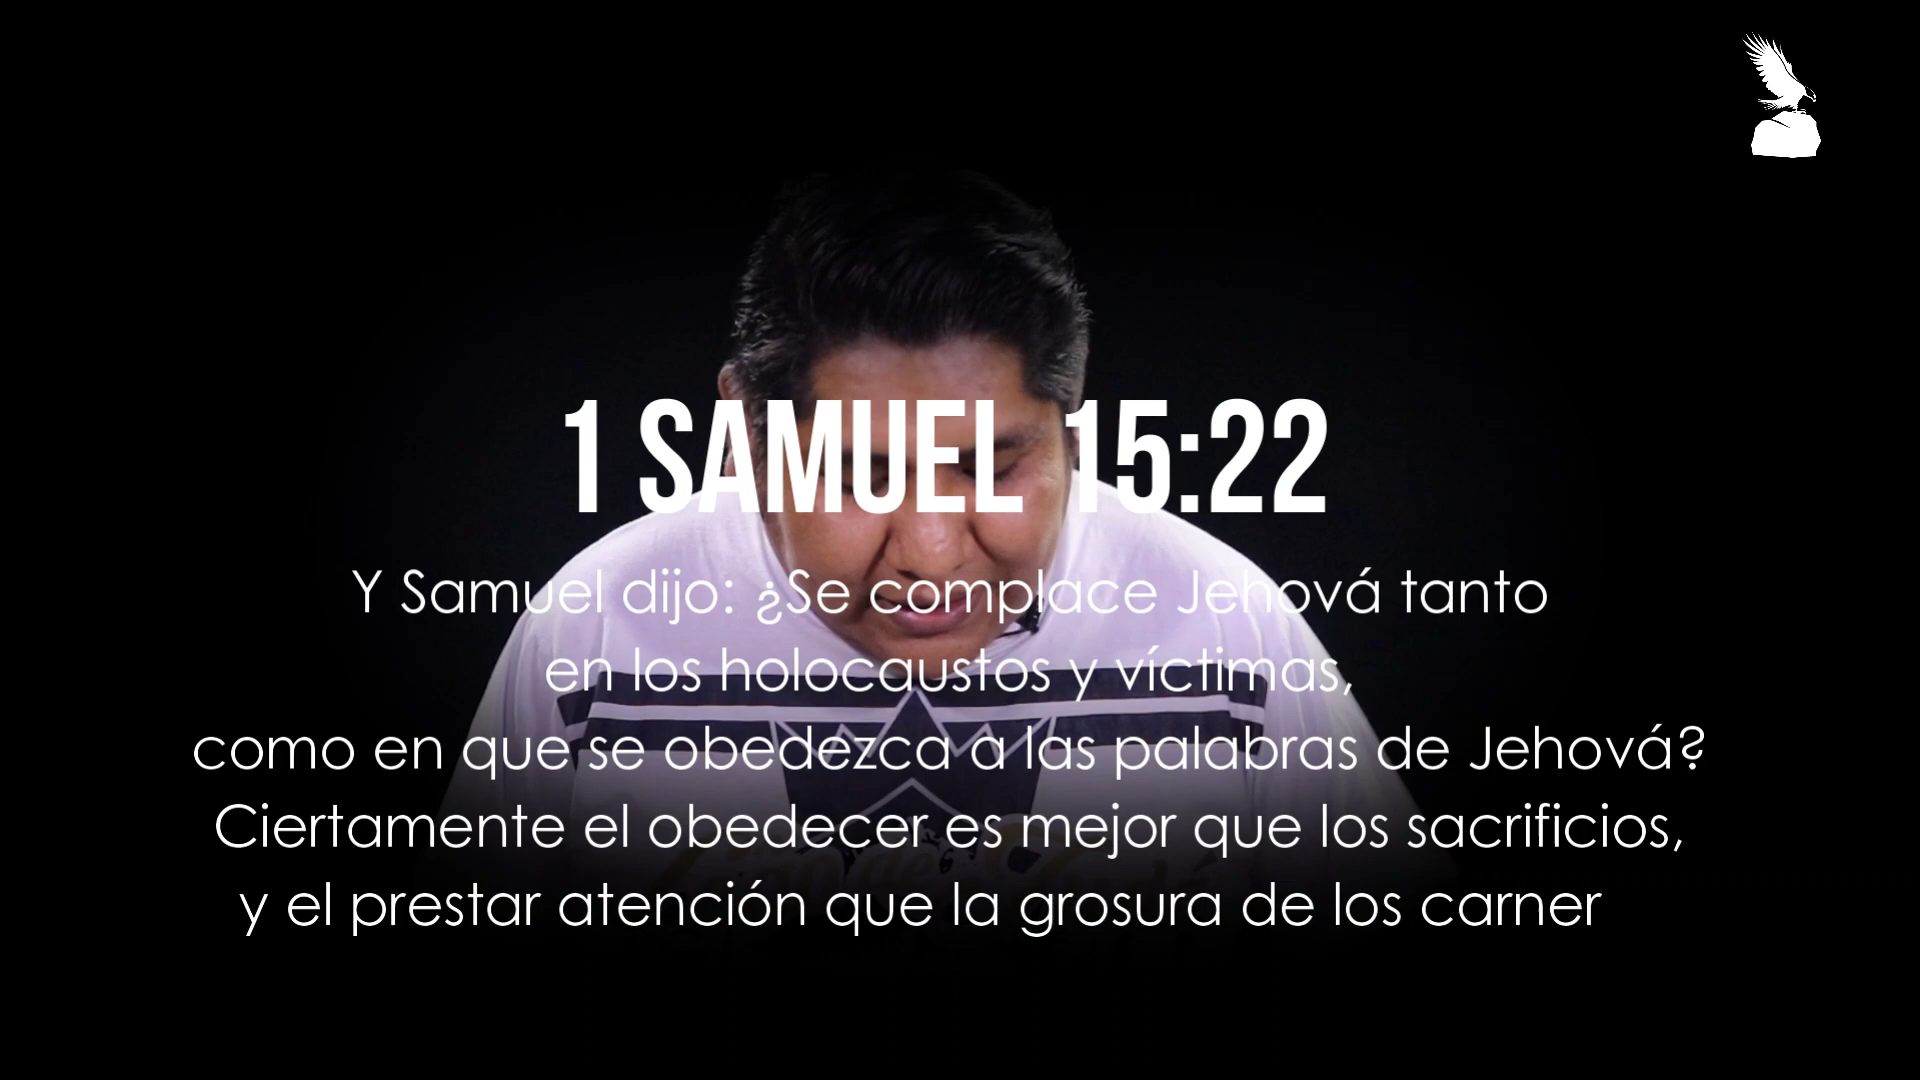 1 SAMUEL 15:22
Y Samuel dijo: ¿Se complace Jehová tanto
en los holocaustos y víctimas,
como en que se obedezca a las palabras de Jehová?
Ciertamente el obedecer es mejor que los sacrificios,
y el prestar atención que la grosura de los carner